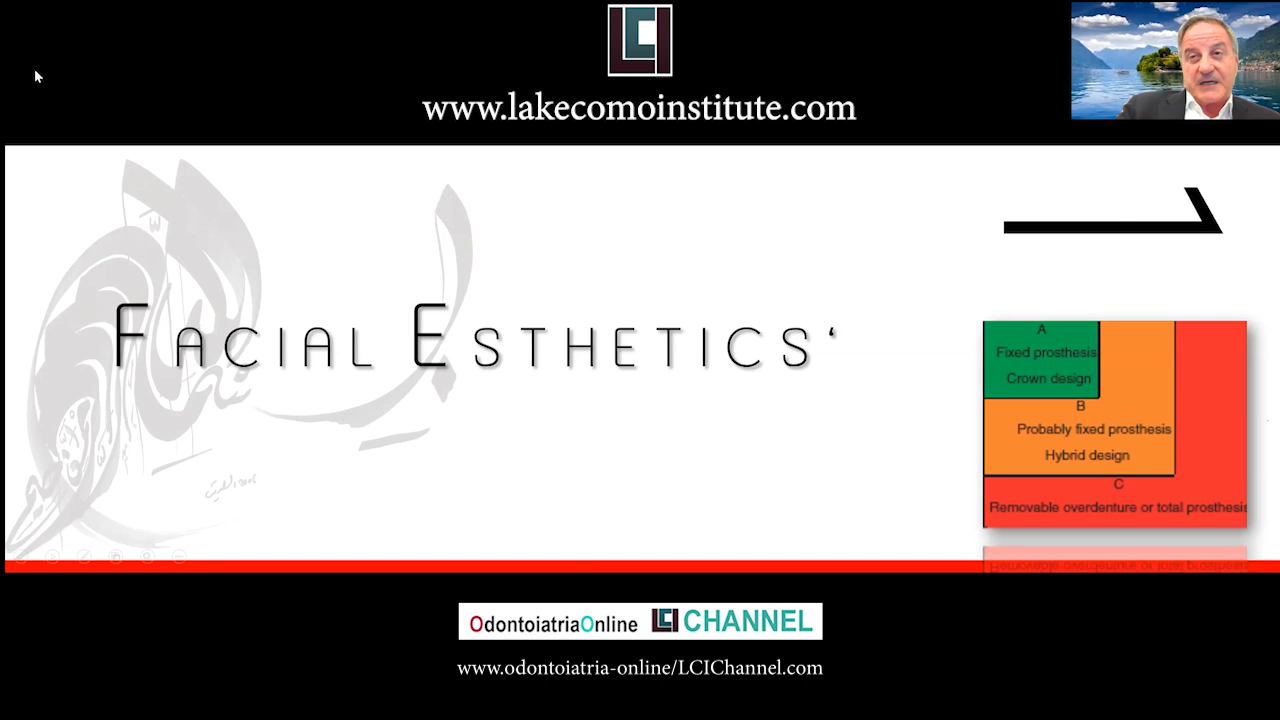 LCI
www.lakecomoinstitute.com
FACIAL ESTHETICS‘
A
Fixed prosthesis
Crown design
B
Probably fixed prosthesis
Hybrid design
C
Removable overdenture or total prosthesis
OdontoiatriaOnline LCI CHANNEL
www.odontoiatria-online/LCIChannel.com